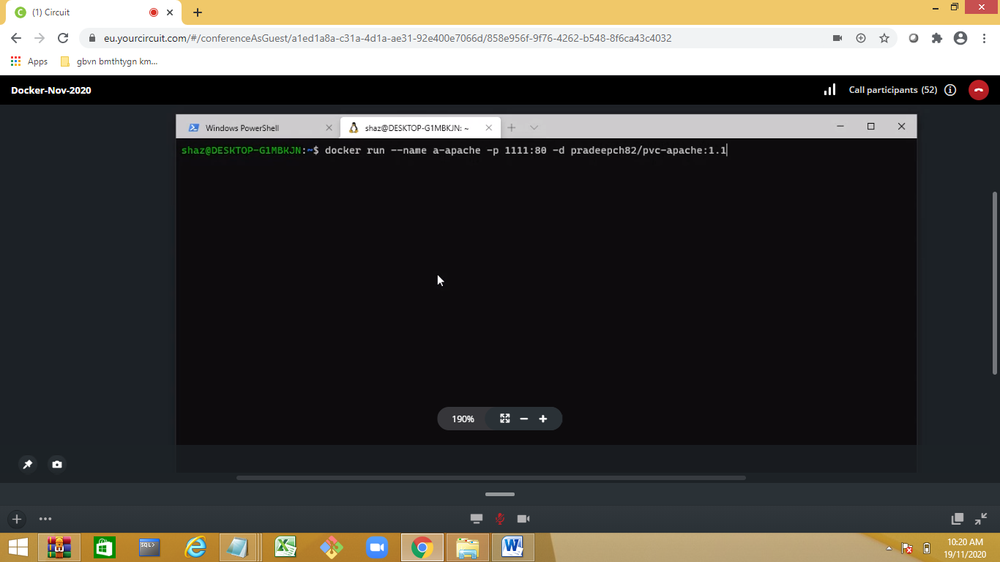 (1) Circuit
eu.yourcircuit.com/#/conferenceAsGuest/a1ed1a8a-c31a-4d1a-ae31-92e400e7066d/858e956f-9f76-4262-b548-8f6ca43c4032
Apps gbvn bmthtygn km...
Docker-Nov-2020 Call participants (52)
Windows PowerShell shaz@DESKTOP-G1MBKJN: ~
shaz@DESKTOP-G1MBKJN:~$ docker run --name a-apache -p 1111:80 -d pradeepch82/pvc-apache:1.1
190%
SQL>
10:20 AM
19/11/2020